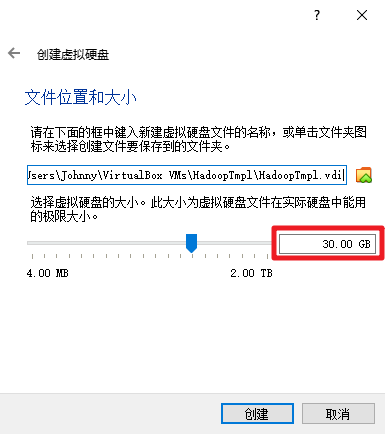 ?
创建虚拟硬盘
文件位置和大小
请在下面的框中键入新建虚拟硬盘文件的名称，或单击文件夹图
标来选择创建文件要保存到的文件夹。
Jsers\Johnny\VirtualBox VMs\HadoopTmpl\HadoopTmpl.vdi
选择虚拟硬盘的大小。此大小为虚拟硬盘文件在实际硬盘中能用
的极限大小。
30.00 GB
4.00 MB 2.00 TB
创建 取消